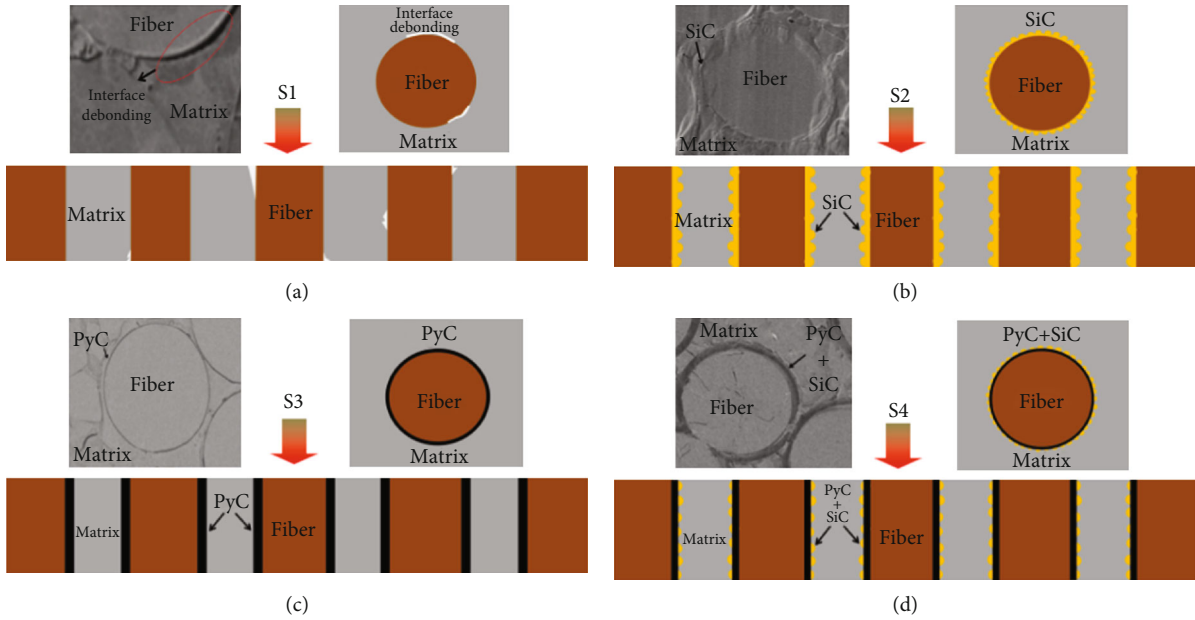 Fiber
Interface
debonding
Matrix
S1
Interface
debonding
Fiber
Matrix
Matrix
Fiber
(a)
SiC
Fiber
Matrix
S2
SiC
Fiber
Matrix
Matrix
SiC
Fiber
(b)
PyC
Fiber
Matrix
S3
PyC
Fiber
Matrix
Matrix
PyC
Fiber
(c)
Matrix
PyC
+
SiC
Fiber
S4
PyC+SiC
Fiber
Matrix
Matrix
PyC
+
SiC
Fiber
(d)